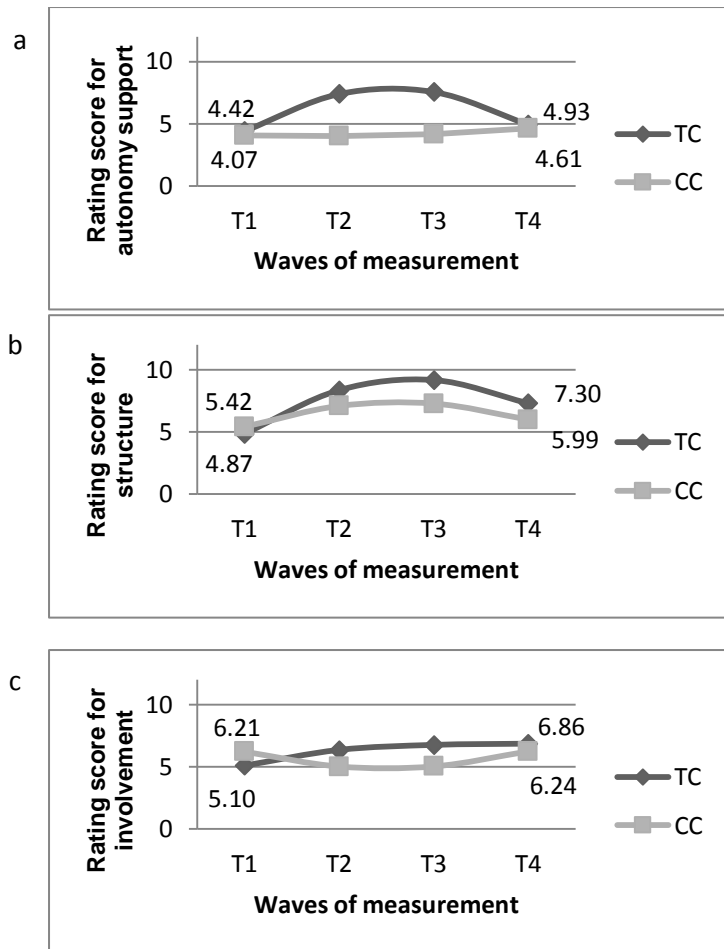 a
Rating score for
autonomy support
10
5
0
4.42
4.07
4.93
4.61
T1 T2 T3 T4
Waves of measurement
TC
CC
b
Rating score for
structure
10
5
0
5.42
4.87
7.30
5.99
T1 T2 T3 T4
Waves of measurement
TC
CC
c
Rating score for
involvement
10
5
0
6.21
5.10
6.86
6.24
T1 T2 T3 T4
Waves of measurement
TC
CC